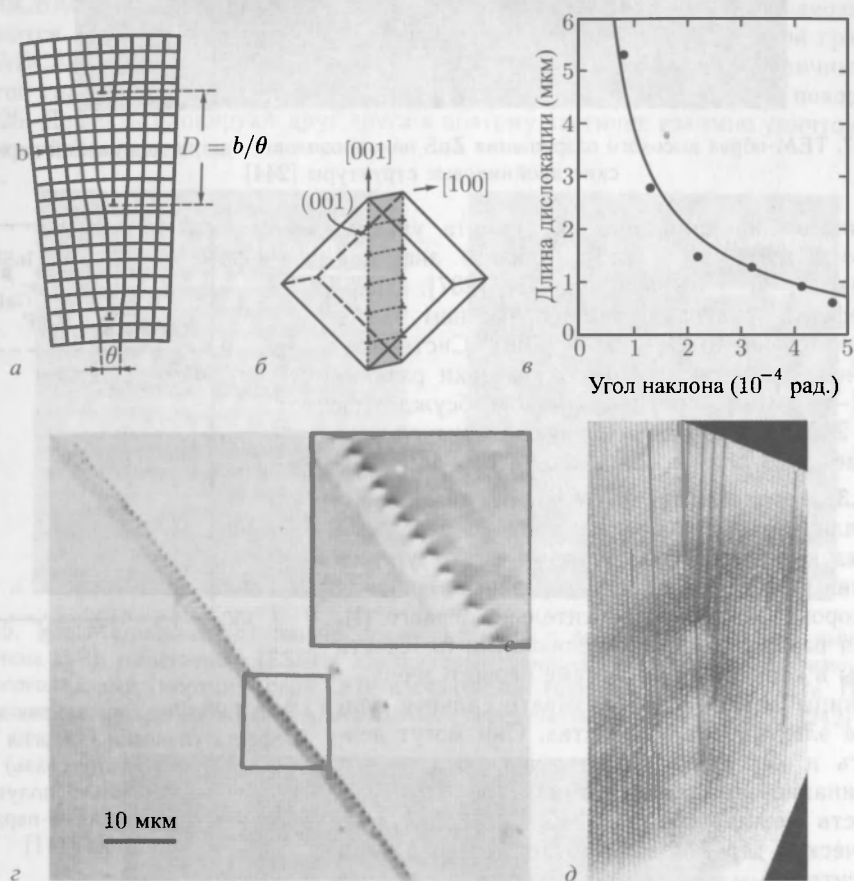 b
D = b/θ
θ
а
[001]
[100]
(001)
б
Длина дислокации (мкм)
6
5
4
3
2
1
0
0 1 2 3 4 5
Угол наклона (10⁻⁴ рад.)
в
е
10 мкм
г
д